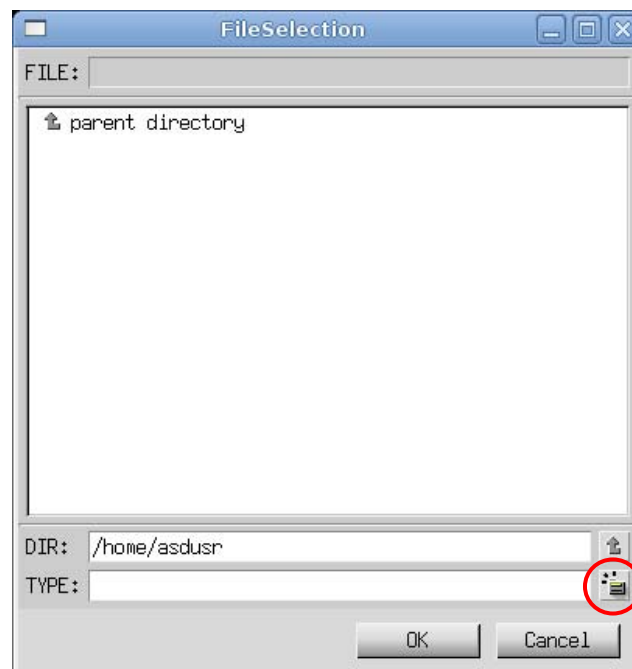 FileSelection
FILE:
parent directory
DIR: /home/asdusr
TYPE:
OK Cancel